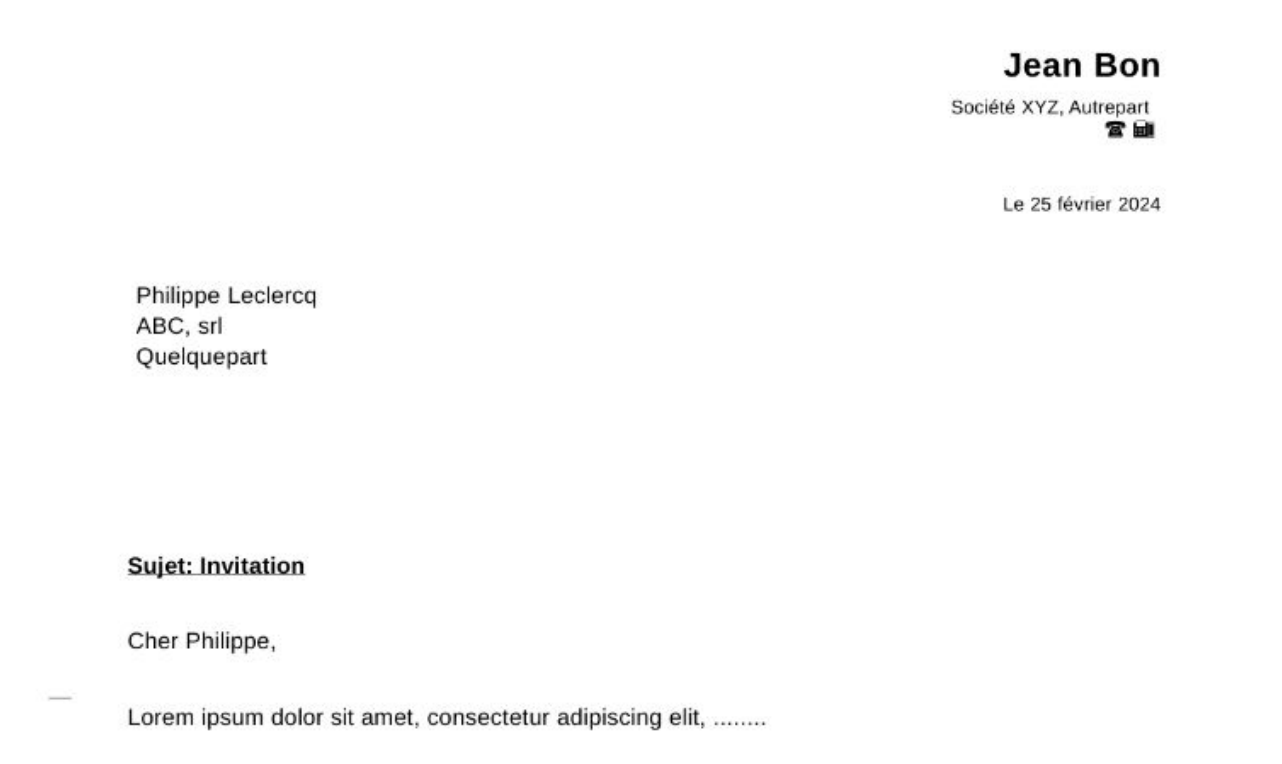 Jean Bon
Société XYZ, Autrepart
☎ 📠
Le 25 février 2024
Philippe Leclercq
ABC, srl
Quelquepart
Sujet: Invitation
Cher Philippe,
Lorem ipsum dolor sit amet, consectetur adipiscing elit, ........